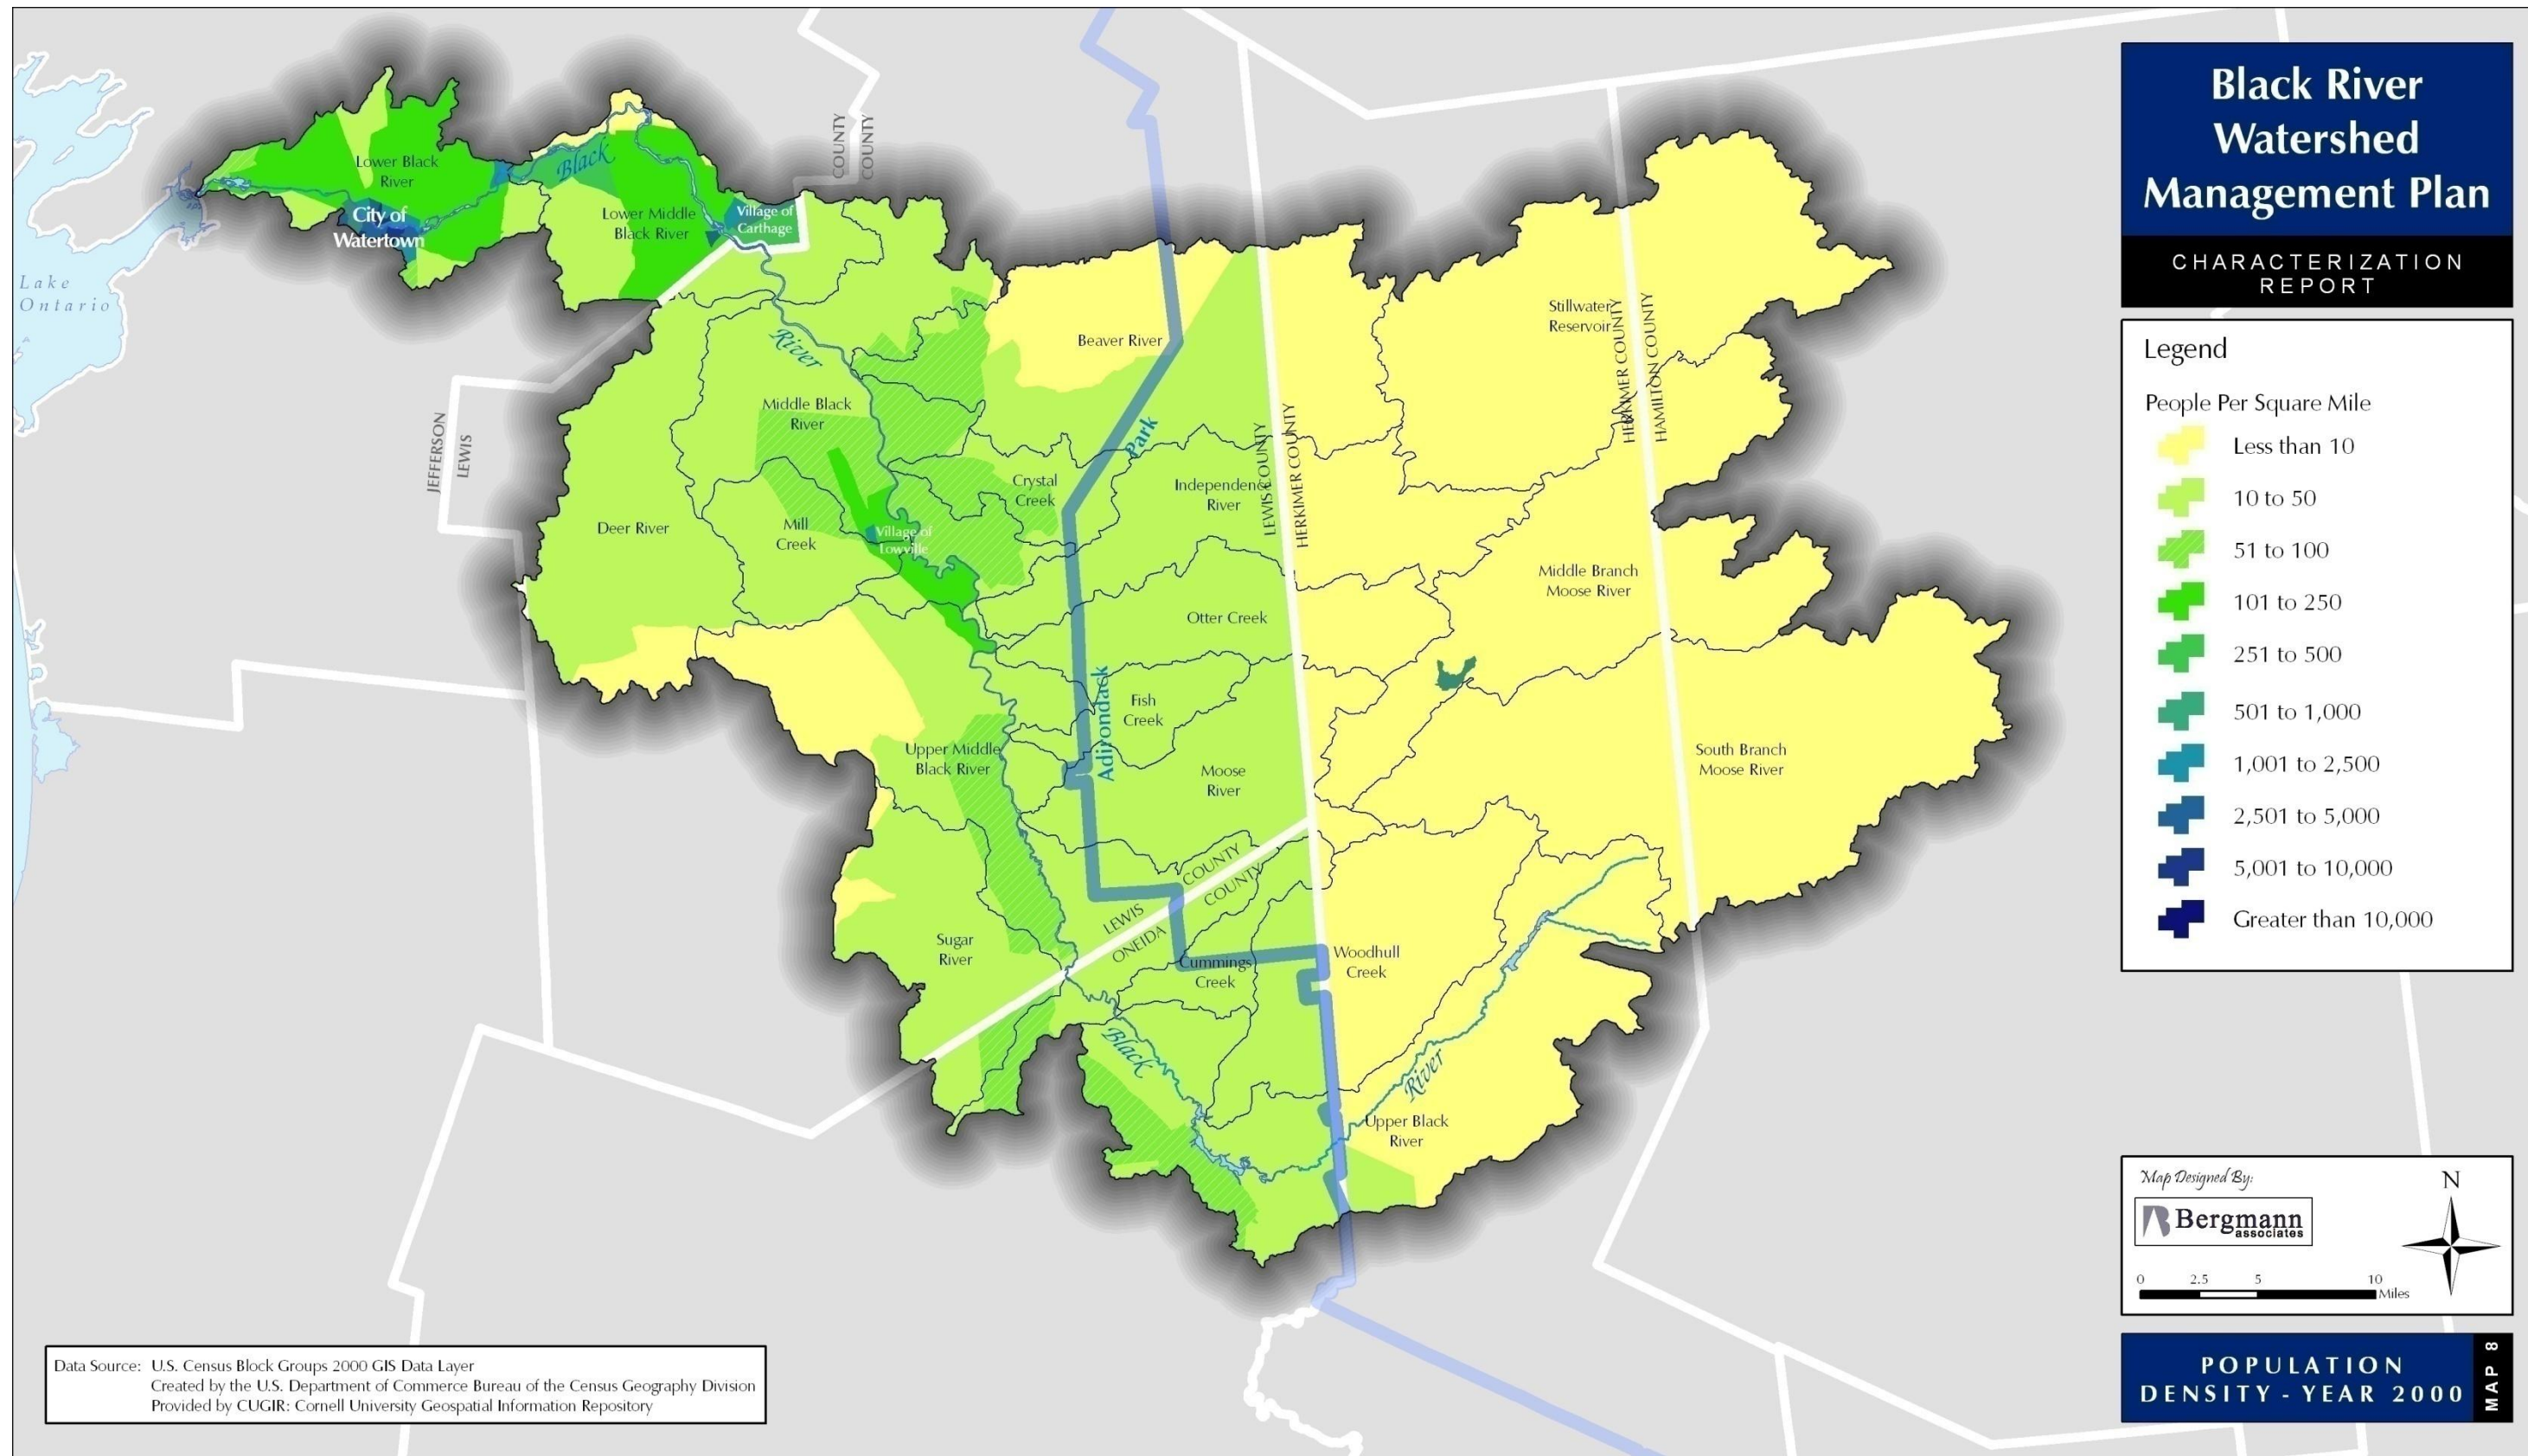 Black River
Watershed
Management Plan
CHARACTERIZATION
REPORT
Legend
People Per Square Mile
Less than 10
10 to 50
51 to 100
101 to 250
251 to 500
501 to 1,000
1,001 to 2,500
2,501 to 5,000
5,001 to 10,000
Greater than 10,000
Map Designed By:
Bergmann
associates
N
0 2.5 5 10
Miles
POPULATION
DENSITY - YEAR 2000
MAP 8
Lake
Ontario
Lower Black
River
City of
Watertown
Black
Lower Middle
Black River
Village of
Carthage
COUNTY
COUNTY
River
JEFFERSON
LEWIS
Beaver River
Stillwater
Reservoir
HERKIMER COUNTY
HAMILTON COUNTY
Middle Black
River
Park
LEWIS COUNTY
HERKIMER COUNTY
Crystal
Creek
Independence
River
Deer River
Mill
Creek
Village of
Lowville
Middle Branch
Moose River
Otter Creek
Adirondack
Fish
Creek
Upper Middle
Black River
Moose
River
South Branch
Moose River
COUNTY
COUNTY
LEWIS
ONEIDA
Sugar
River
Cummings
Creek
Woodhull
Creek
Black
River
Upper Black
River
Data Source: U.S. Census Block Groups 2000 GIS Data Layer
Created by the U.S. Department of Commerce Bureau of the Census Geography Division
Provided by CUGIR: Cornell University Geospatial Information Repository